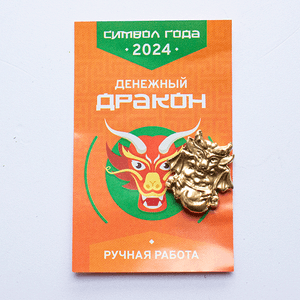 СИМВОЛ ГОДА
2024
ДЕНЕЖНЫЙ
ДРАКОН
РУЧНАЯ РАБОТА